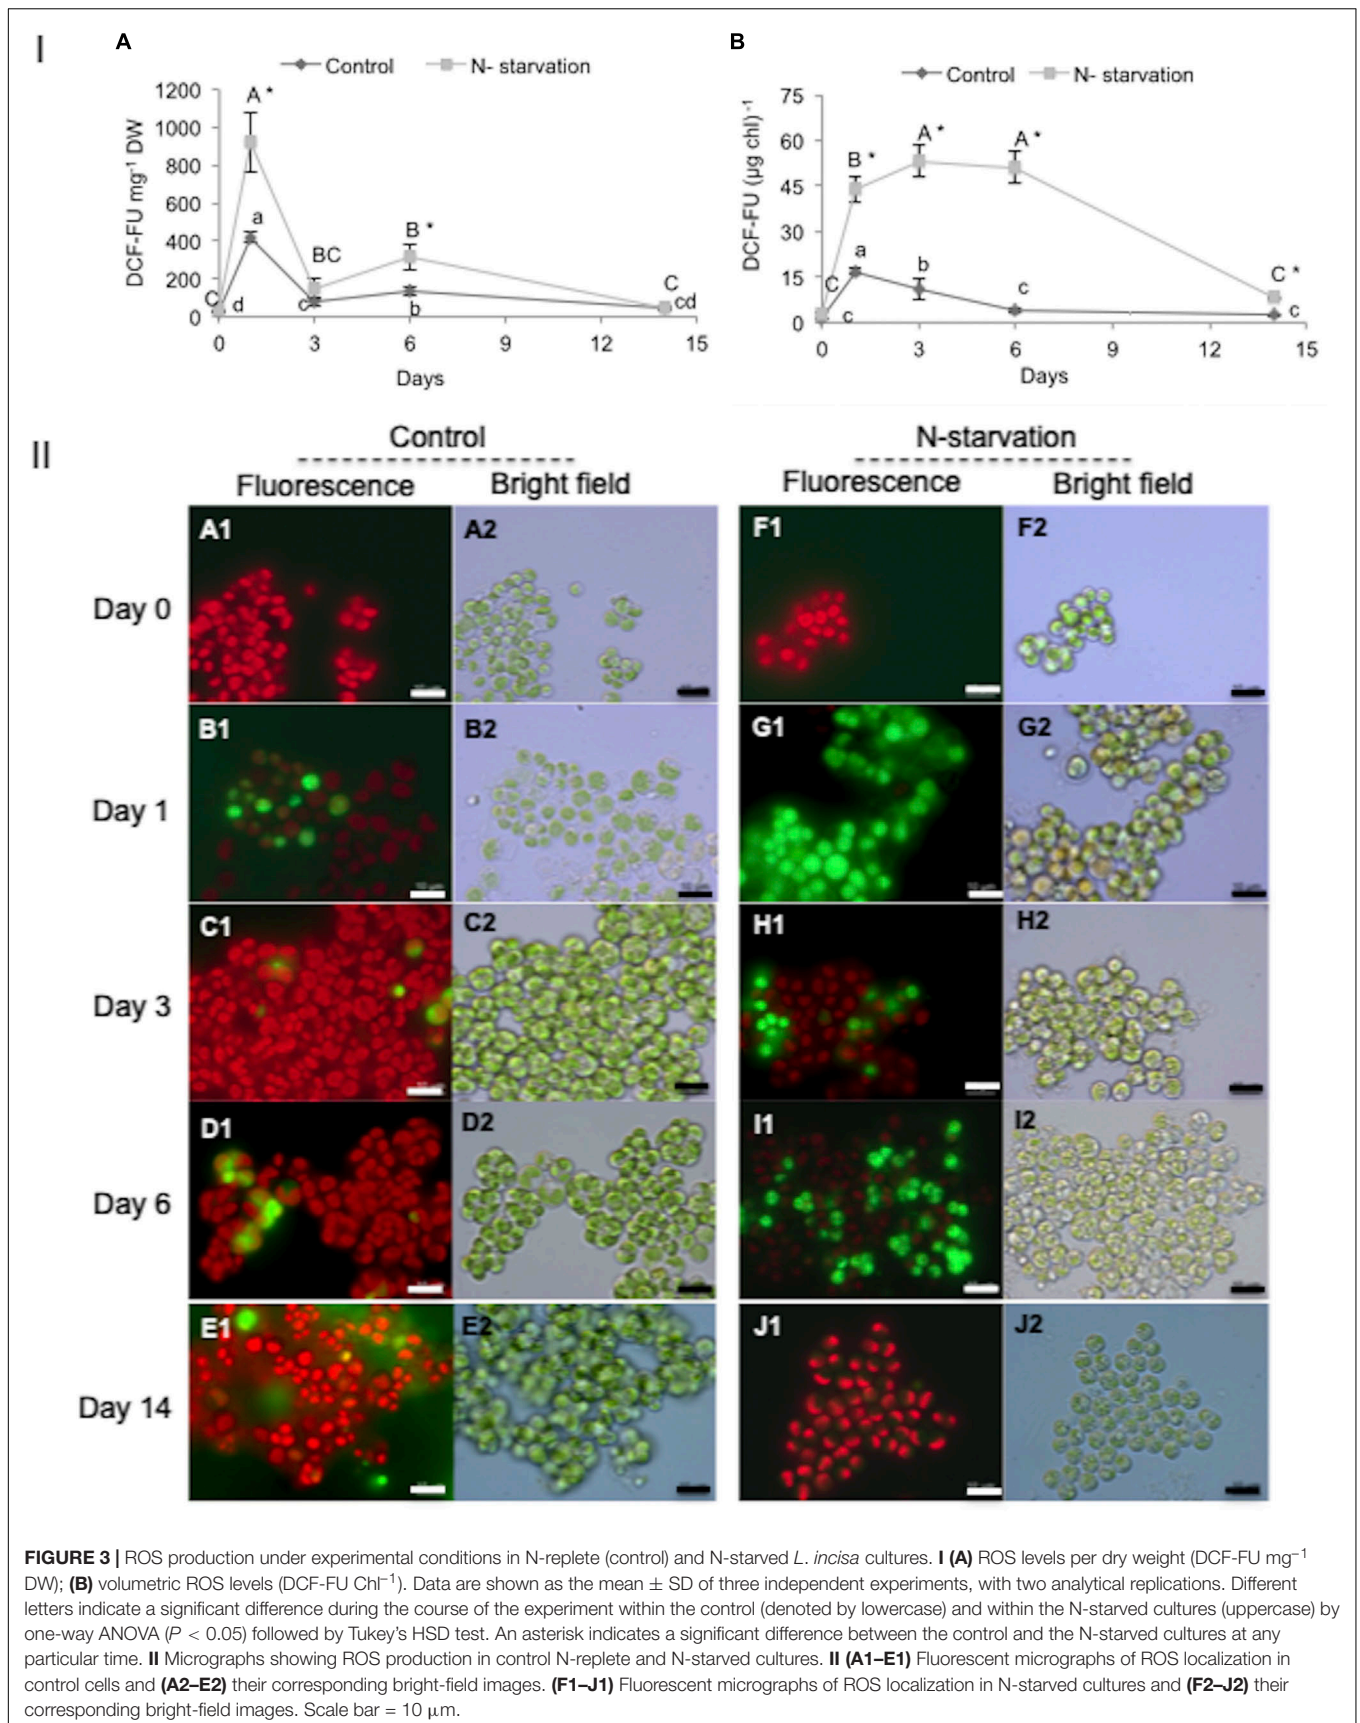 I
A
Control
N- starvation
1200
1000
800
600
400
200
0
DCF-FU mg-1 DW
A *
a
BC
B *
C
d
c
b
C
cd
0 3 6 9 12 15
Days
B
Control
N- starvation
75
60
45
30
15
0
DCF-FU (µg chl) -1
B *
A *
A *
C
a
b
c
c
C *
c
0 3 6 9 12 15
Days
II
Control
N-starvation
Fluorescence Bright field Fluorescence Bright field
Day 0
A1 A2 F1 F2
Day 1
B1 B2 G1 G2
Day 3
C1 C2 H1 H2
Day 6
D1 D2 I1 I2
Day 14
E1 E2 J1 J2
FIGURE 3 | ROS production under experimental conditions in N-replete (control) and N-starved L. incisa cultures. I (A) ROS levels per dry weight (DCF-FU mg−1
DW); (B) volumetric ROS levels (DCF-FU Chl−1). Data are shown as the mean ± SD of three independent experiments, with two analytical replications. Different
letters indicate a significant difference during the course of the experiment within the control (denoted by lowercase) and within the N-starved cultures (uppercase) by
one-way ANOVA (P < 0.05) followed by Tukey's HSD test. An asterisk indicates a significant difference between the control and the N-starved cultures at any
particular time. II Micrographs showing ROS production in control N-replete and N-starved cultures. II (A1–E1) Fluorescent micrographs of ROS localization in
control cells and (A2–E2) their corresponding bright-field images. (F1–J1) Fluorescent micrographs of ROS localization in N-starved cultures and (F2–J2) their
corresponding bright-field images. Scale bar = 10 μm.